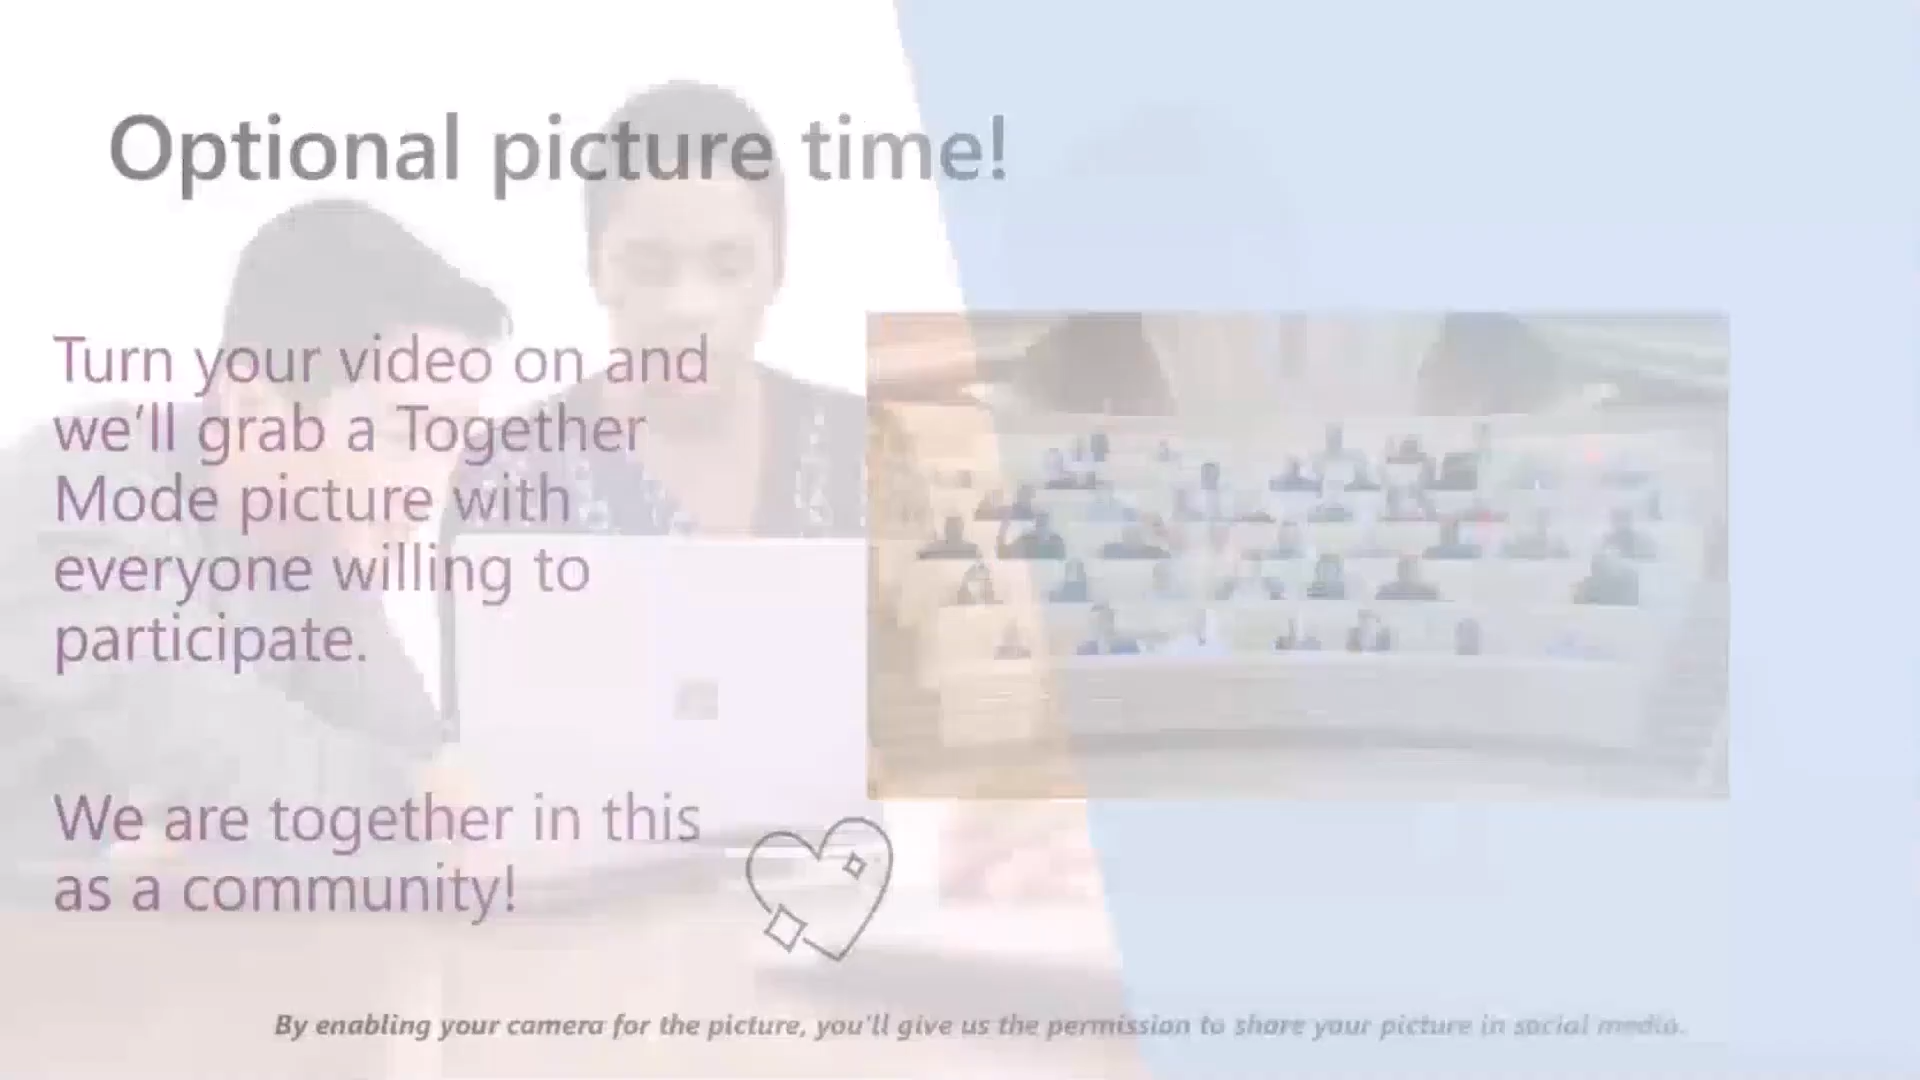 Optional picture time!
Turn your video on and
we'll grab a Together
Mode picture with
everyone willing to
participate.
We are together in this
as a community!
By enabling your camera for the picture, you'll give us the permission to share your picture in social media.